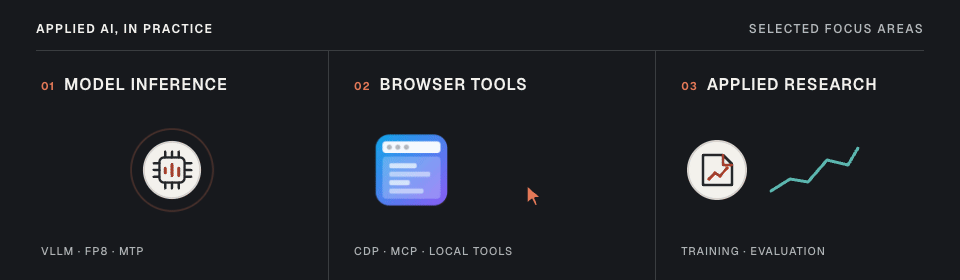 APPLIED AI, IN PRACTICE
SELECTED FOCUS AREAS
01 MODEL INFERENCE
VLLM · FP8 · MTP
02 BROWSER TOOLS
CDP · MCP · LOCAL TOOLS
03 APPLIED RESEARCH
TRAINING · EVALUATION